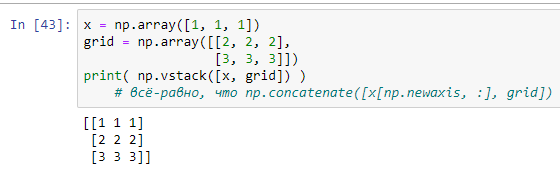 In [43]: x = np.array([1, 1, 1])
grid = np.array([[2, 2, 2],
[3, 3, 3]])
print( np.vstack([x, grid]) )
# всё-равно, что np.concatenate([x[np.newaxis, :], grid])
[[1 1 1]
[2 2 2]
[3 3 3]]